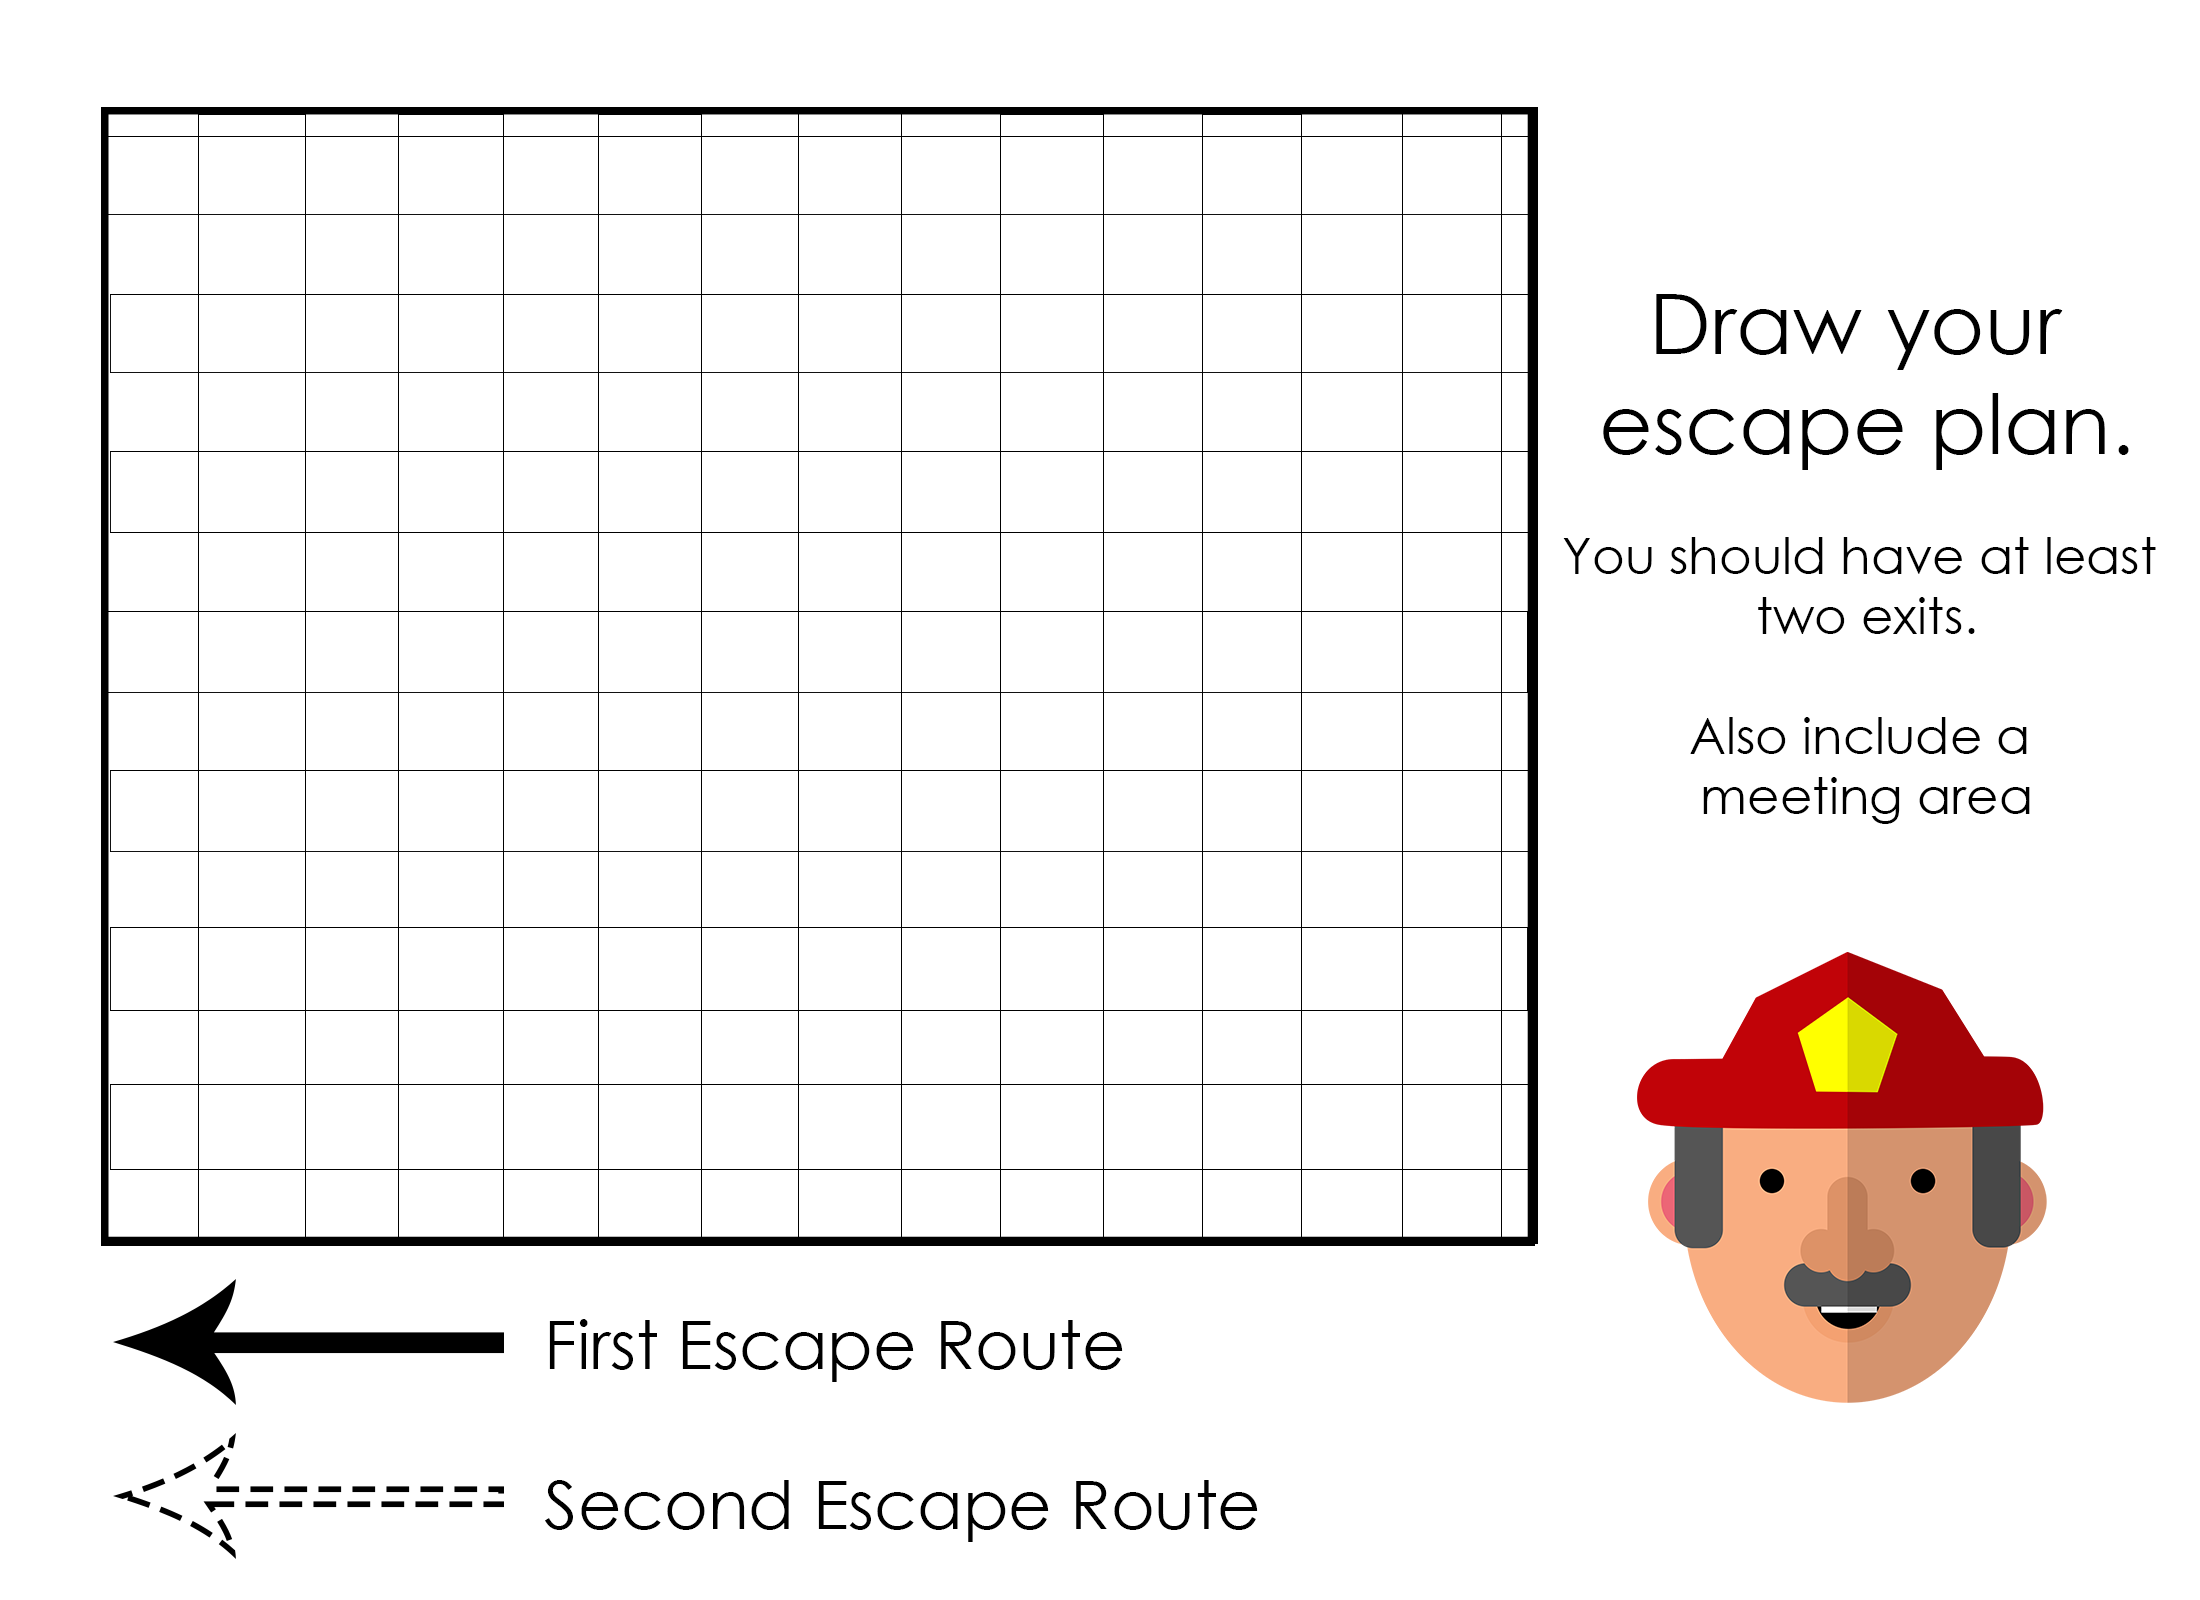 Draw your
escape plan.
You should have at least
two exits.
Also include a
meeting area
First Escape Route
Second Escape Route